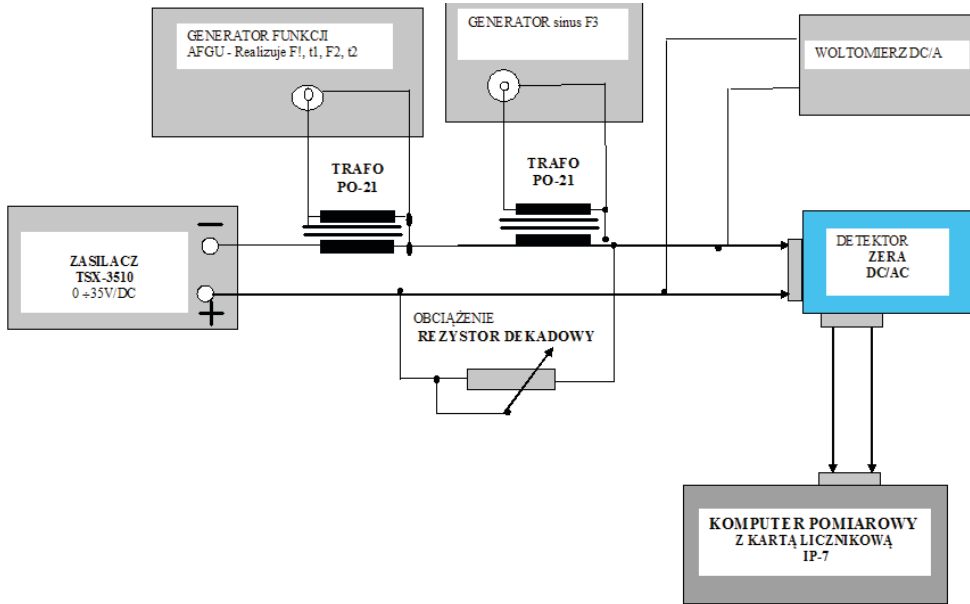 GENERATOR FUNKCJI
AFGU - Realizuje F!, t1, F2, t2
GENERATOR sinus F3
WOLTOMIERZ DC/A
TRAFO
PO-21
TRAFO
PO-21
ZASILACZ
TSX-3510
0 ÷35V/DC
−
+
DETEKTOR
ZERA
DC/AC
OBCIĄŻENIE
REZYSTOR DEKADOWY
KOMPUTER POMIAROWY
Z KARTĄ LICZNIKOWĄ
IP-7